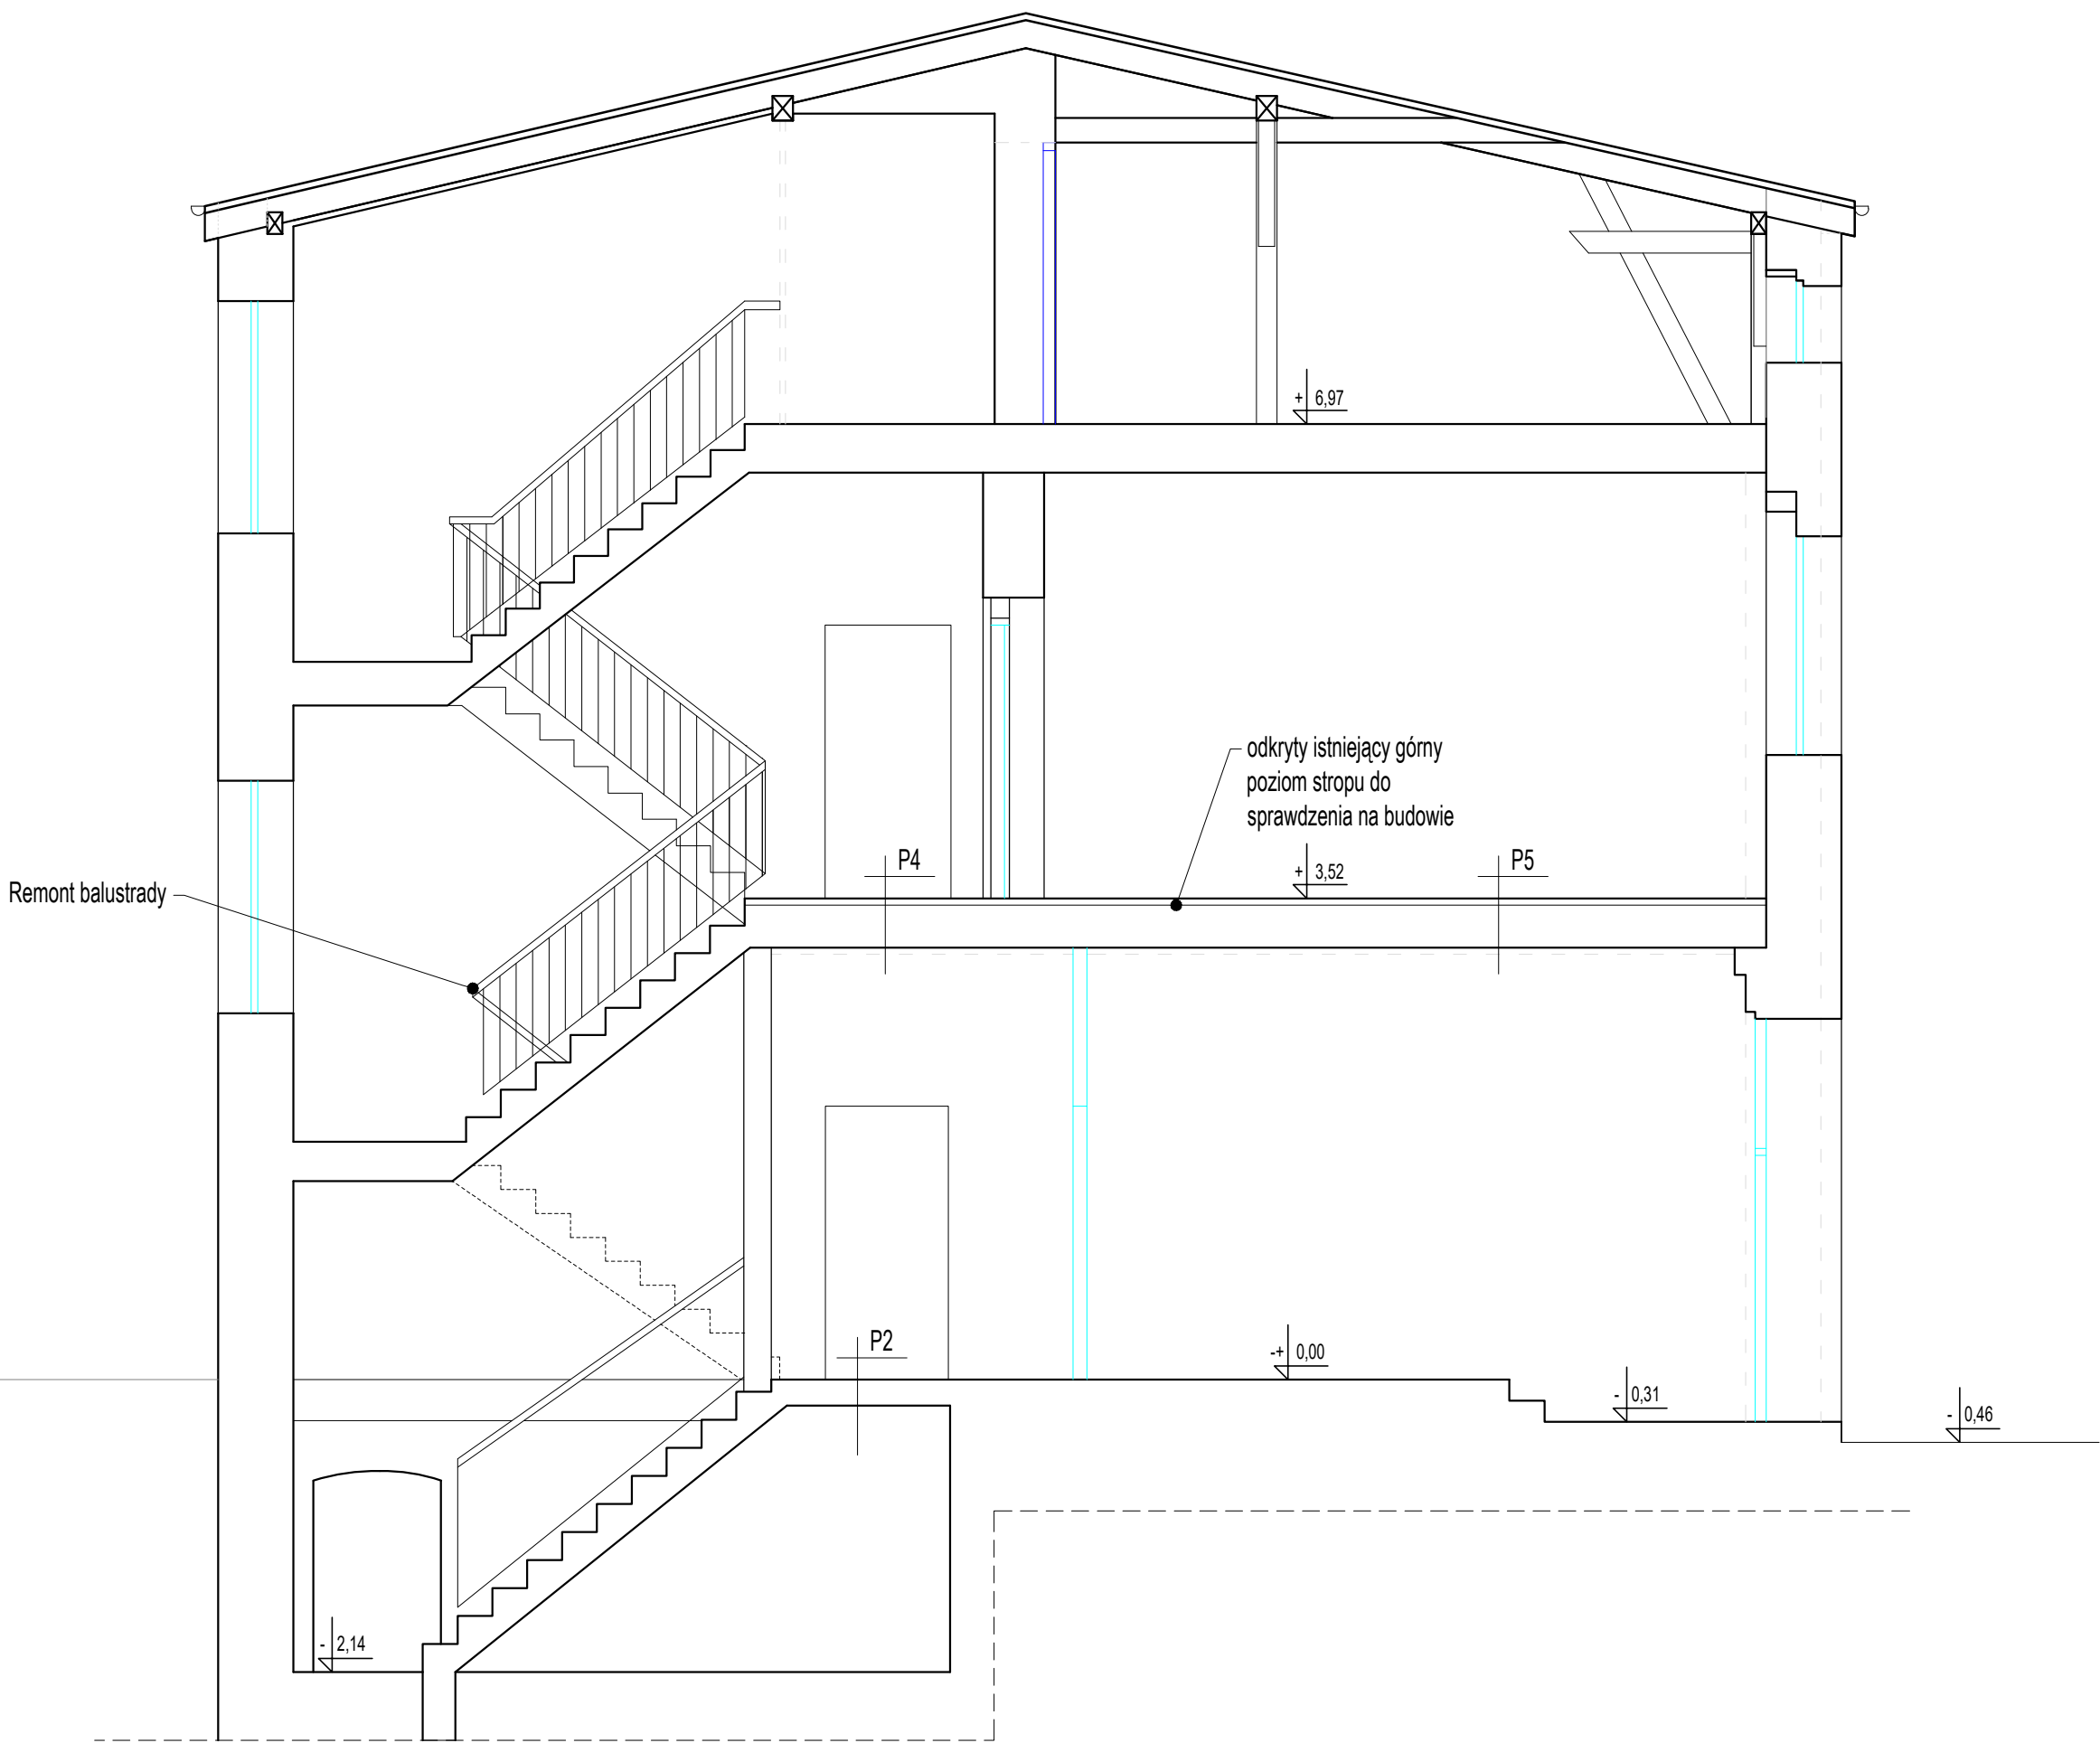 + 6,97
odkryty istniejący górny
poziom stropu do
sprawdzenia na budowie
P4
+ 3,52
P5
Remont balustrady
P2
-+ 0,00
- 0,31
- 0,46
- 2,14